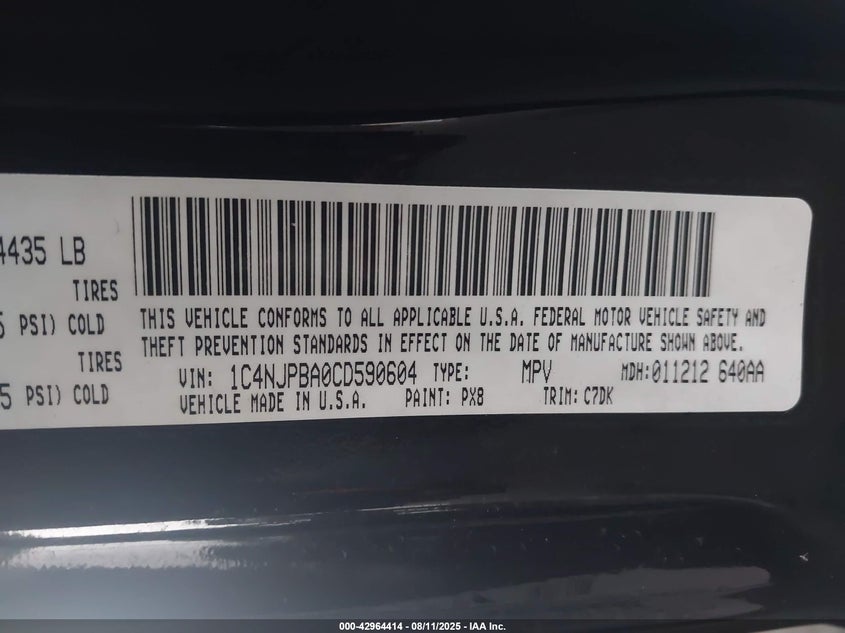 4435 LB
TIRES
5 PSI) COLD
TIRES
5 PSI) COLD
THIS VEHICLE CONFORMS TO ALL APPLICABLE U.S.A. FEDERAL MOTOR VEHICLE SAFETY AND
THEFT PREVENTION STANDARDS IN EFFECT ON THE DATE OF MANUFACTURE SHOWN ABOVE.
VIN: 1C4NJPBA0CD590604 TYPE: MPV MDH:011212 640AA
VEHICLE MADE IN U.S.A. PAINT: PX8 TRIM: C7DK
000-42964414 - 08/11/2025 - IAA Inc.